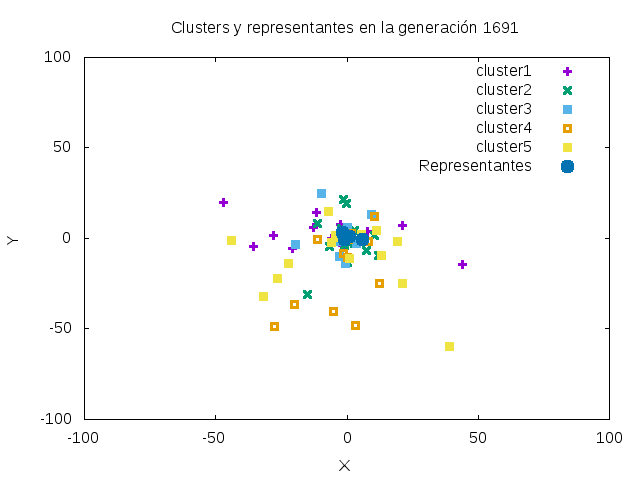 Clusters y representantes en la generación 1691
100
50
0
-50
-100
-100 -50 0 50 100
Y
X
cluster1
cluster2
cluster3
cluster4
cluster5
Representantes